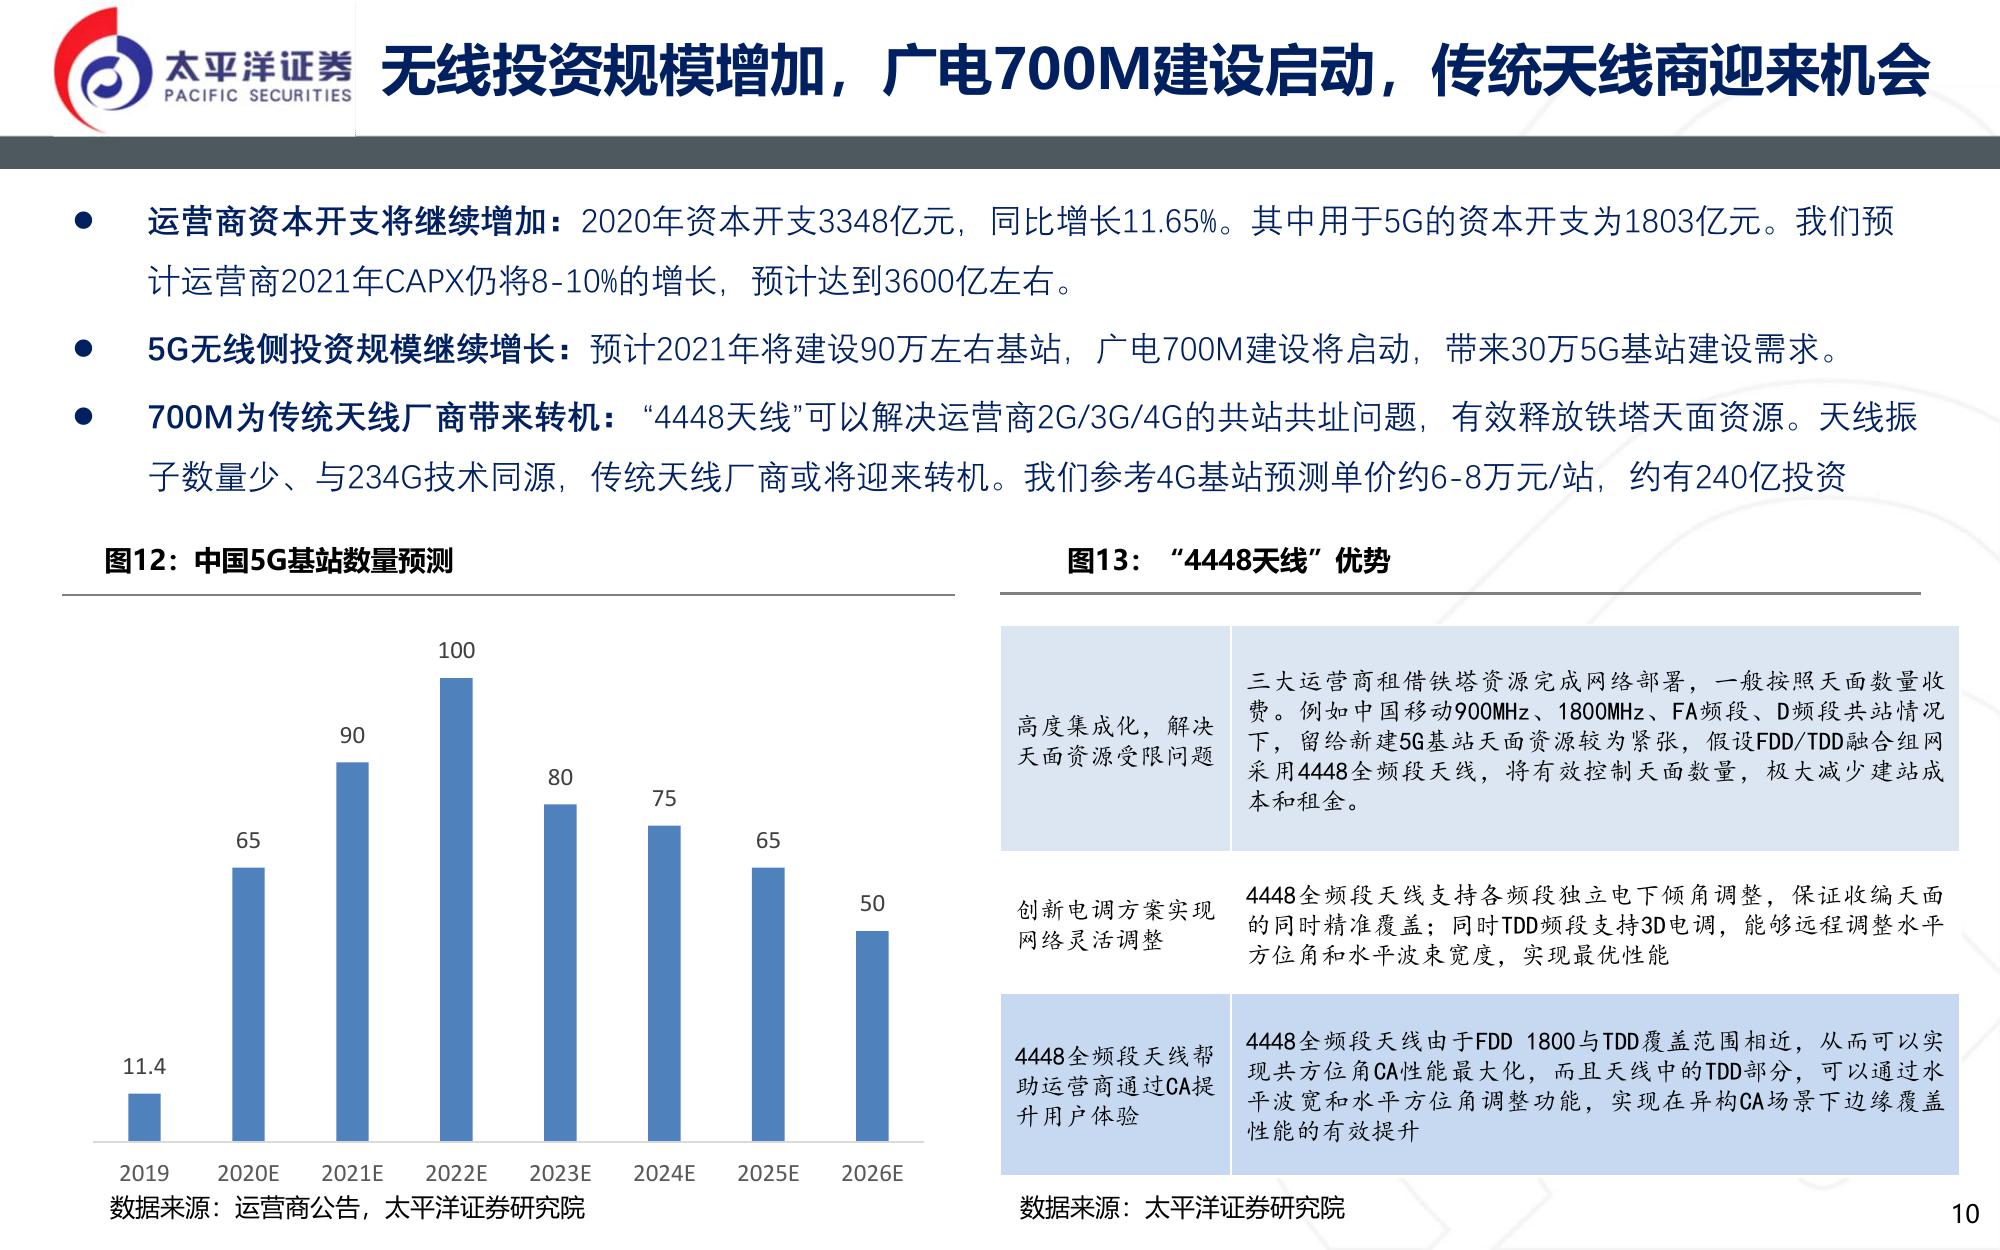 太平洋证券
PACIFIC SECURITIES
无线投资规模增加，广电700M建设启动，传统天线商迎来机会
● 运营商资本开支将继续增加：2020年资本开支3348亿元，同比增长11.65%。其中用于5G的资本开支为1803亿元。我们预
计运营商2021年CAPX仍将8-10%的增长，预计达到3600亿左右。
● 5G无线侧投资规模继续增长：预计2021年将建设90万左右基站，广电700M建设将启动，带来30万5G基站建设需求。
● 700M为传统天线厂商带来转机：“4448天线”可以解决运营商2G/3G/4G的共站共址问题，有效释放铁塔天面资源。天线振
子数量少、与234G技术同源，传统天线厂商或将迎来转机。我们参考4G基站预测单价约6-8万元/站，约有240亿投资
图12：中国5G基站数量预测
100
90
80
75
65
65
50
11.4
2019 2020E 2021E 2022E 2023E 2024E 2025E 2026E
数据来源：运营商公告，太平洋证券研究院
图13：“4448天线”优势
高度集成化，解决
天面资源受限问题
三大运营商租借铁塔资源完成网络部署，一般按照天面数量收
费。例如中国移动900MHz、1800MHz、FA频段、D频段共站情况
下，留给新建5G基站天面资源较为紧张，假设FDD/TDD融合组网
采用4448全频段天线，将有效控制天面数量，极大减少建站成
本和租金。
创新电调方案实现
网络灵活调整
4448全频段天线支持各频段独立电下倾角调整，保证收编天面
的同时精准覆盖；同时TDD频段支持3D电调，能够远程调整水平
方位角和水平波束宽度，实现最优性能
4448全频段天线帮
助运营商通过CA提
升用户体验
4448全频段天线由于FDD 1800与TDD覆盖范围相近，从而可以实
现共方位角CA性能最大化，而且天线中的TDD部分，可以通过水
平波宽和水平方位角调整功能，实现在异构CA场景下边缘覆盖
性能的有效提升
数据来源：太平洋证券研究院
10